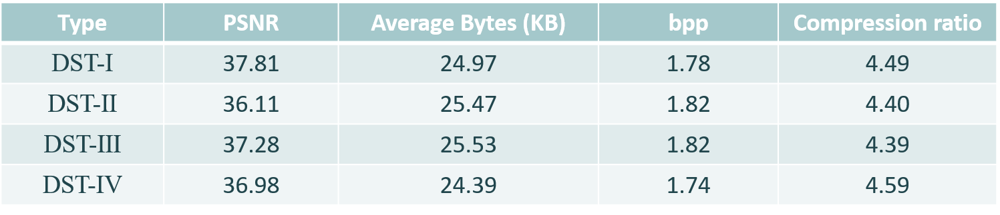 Type PSNR Average Bytes (KB) bpp Compression ratio
DST-I 37.81 24.97 1.78 4.49
DST-II 36.11 25.47 1.82 4.40
DST-III 37.28 25.53 1.82 4.39
DST-IV 36.98 24.39 1.74 4.59